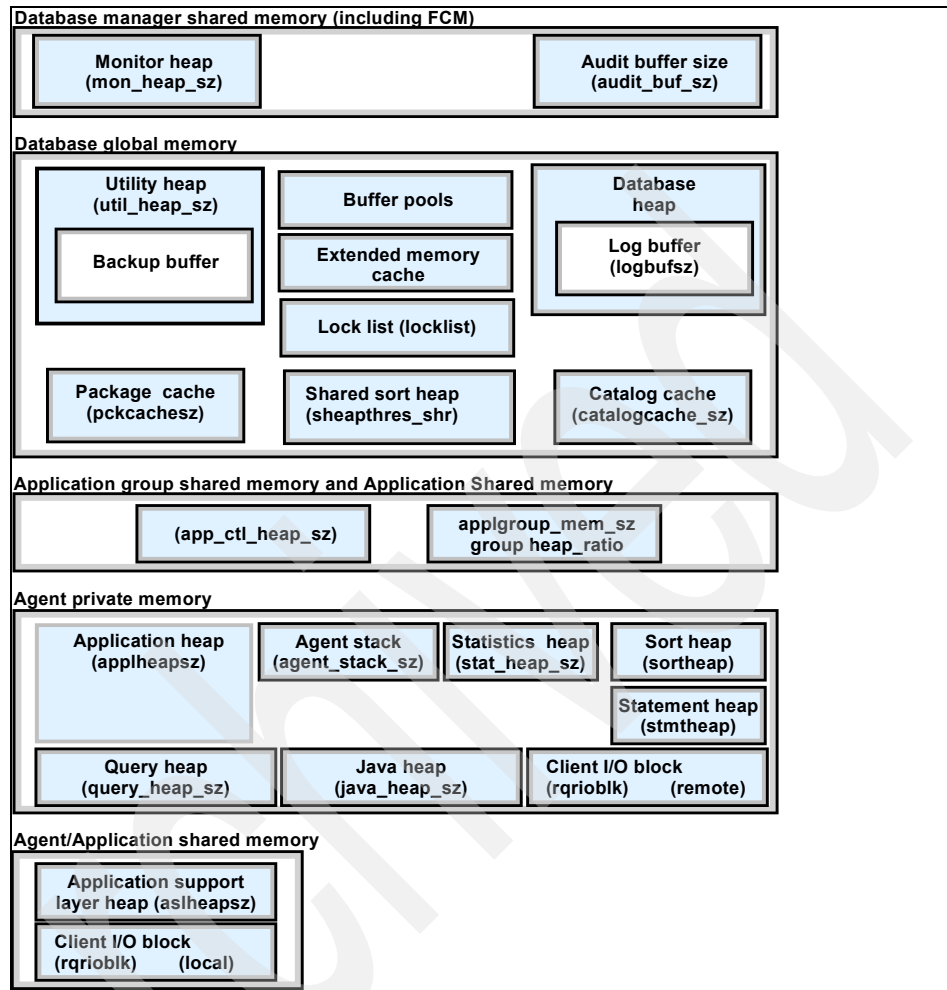 Database manager shared memory (including FCM)
Monitor heap
(mon_heap_sz)
Audit buffer size
(audit_buf_sz)
Database global memory
Utility heap
(util_heap_sz)
Backup buffer
Buffer pools
Extended memory
cache
Lock list (locklist)
Database
heap
Log buffer
(logbufsz)
Package cache
(pckcachesz)
Shared sort heap
(sheapthres_shr)
Catalog cache
(catalogcache_sz)
Application group shared memory and Application Shared memory
(app_ctl_heap_sz)
applgroup_mem_sz
group heap_ratio
Agent private memory
Application heap
(applheapsz)
Agent stack
(agent_stack_sz)
Statistics heap
(stat_heap_sz)
Sort heap
(sortheap)
Statement heap
(stmtheap)
Query heap
(query_heap_sz)
Java heap
(java_heap_sz)
Client I/O block
(rqrioblk) (remote)
Agent/Application shared memory
Application support
layer heap (aslheapsz)
Client I/O block
(rqrioblk) (local)